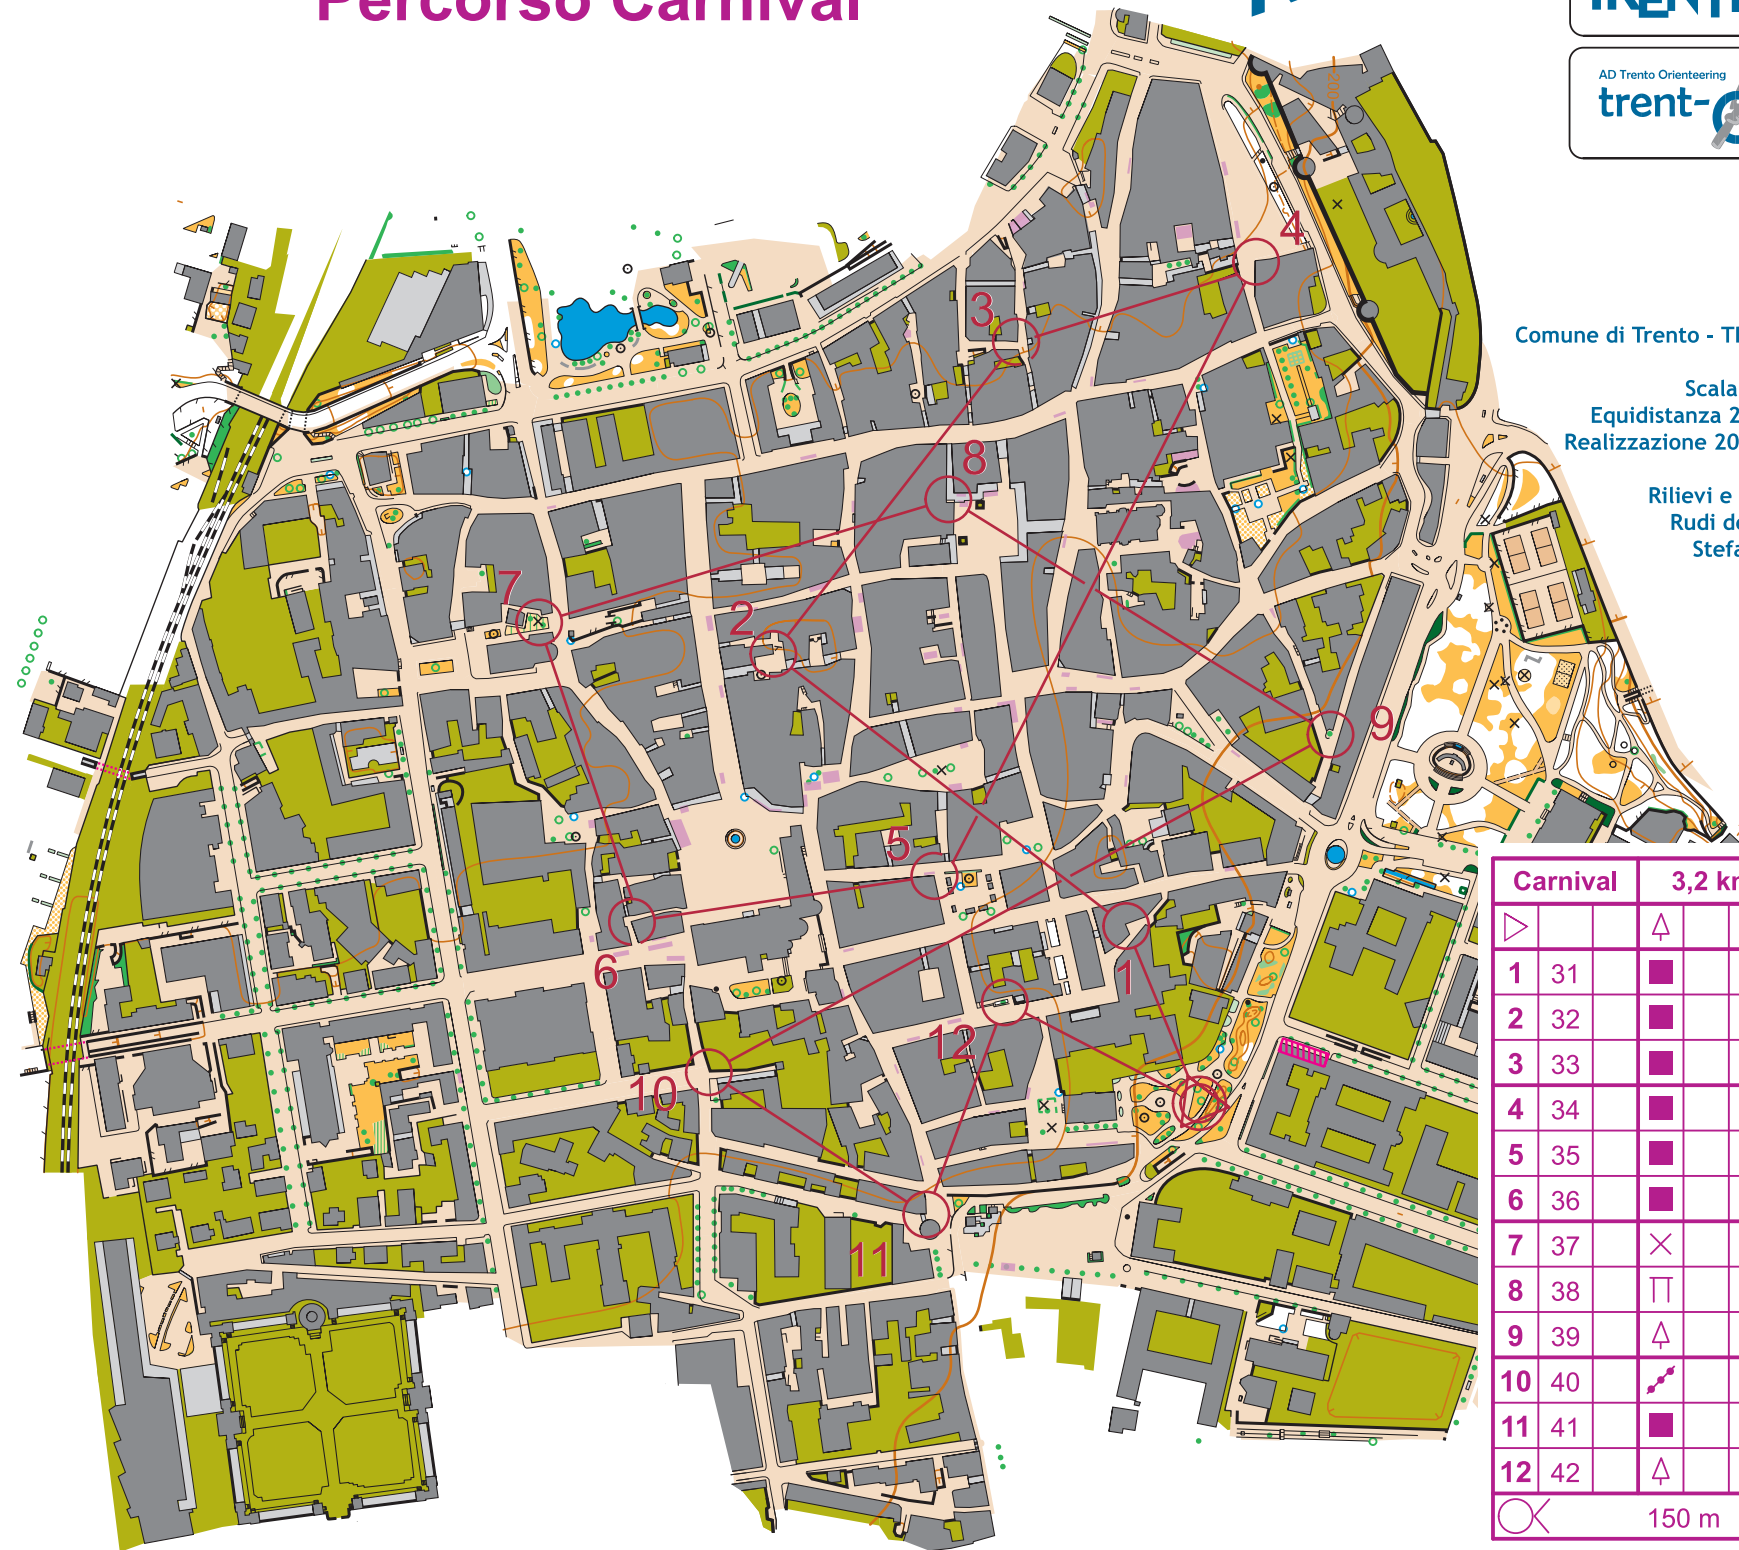 Percorso Carnival
AD Trento Orienteering
trent-
Comune di Trento - 
Scala
Equidistanza 2
Realizzazione 20
Rilievi e
Rudi
200
4
3
8
7
2
9
5
6
1
12
10
11
Carnival 3,2
1 31
2 32
3 33
4 34
5 35
6 36
7 37
8 38
9 39
10 40
11 41
12 42
150 m